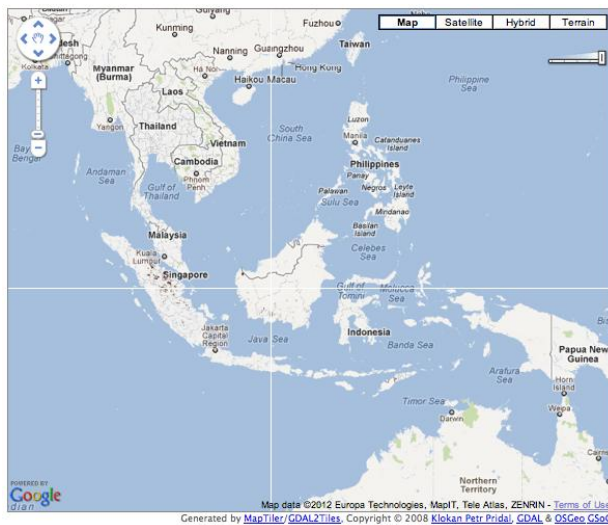 Guiyang
Kunming
Fuzhou
Map Satellite Hybrid Terrain
Taiwan
Nanning
Guangzhou
Hong Kong
Kolkata
Myanmar
(Burma)
Ha Noi
Haikou Macau
Laos
Philippine
Sea
Bay
Bengal
Yangon
Thailand
South
China Sea
Luzon
Manila
Catanduanes
Island
Vietnam
Andaman
Sea
Cambodia
Phnom
Penh
Philippines
Panay
Gulf of
Thailand
Palawan
Negros
Leyte
Island
Sulu Sea
Mindanao
Basilan
Island
Malaysia
Celebes
Sea
Kuala
Lumpur
Singapore
Gulf of
Tomini
Molucca
Sea
Jakarta
Capital
Region
Java Sea
Indonesia
Banda Sea
Papua New
Guinea
Arafura
Sea
Horn
Island
Timor Sea
Darwin
Weipa
Cairns
Northern
Territory
POWERED BY
Google
dian
Map data ©2012 Europa Technologies, MapIT, Tele Atlas, ZENRIN - Terms of Use
Generated by MapTiler/GDAL2Tiles, Copyright © 2008 Klokan Petr Pridal, GDAL & OSGeo GSoC